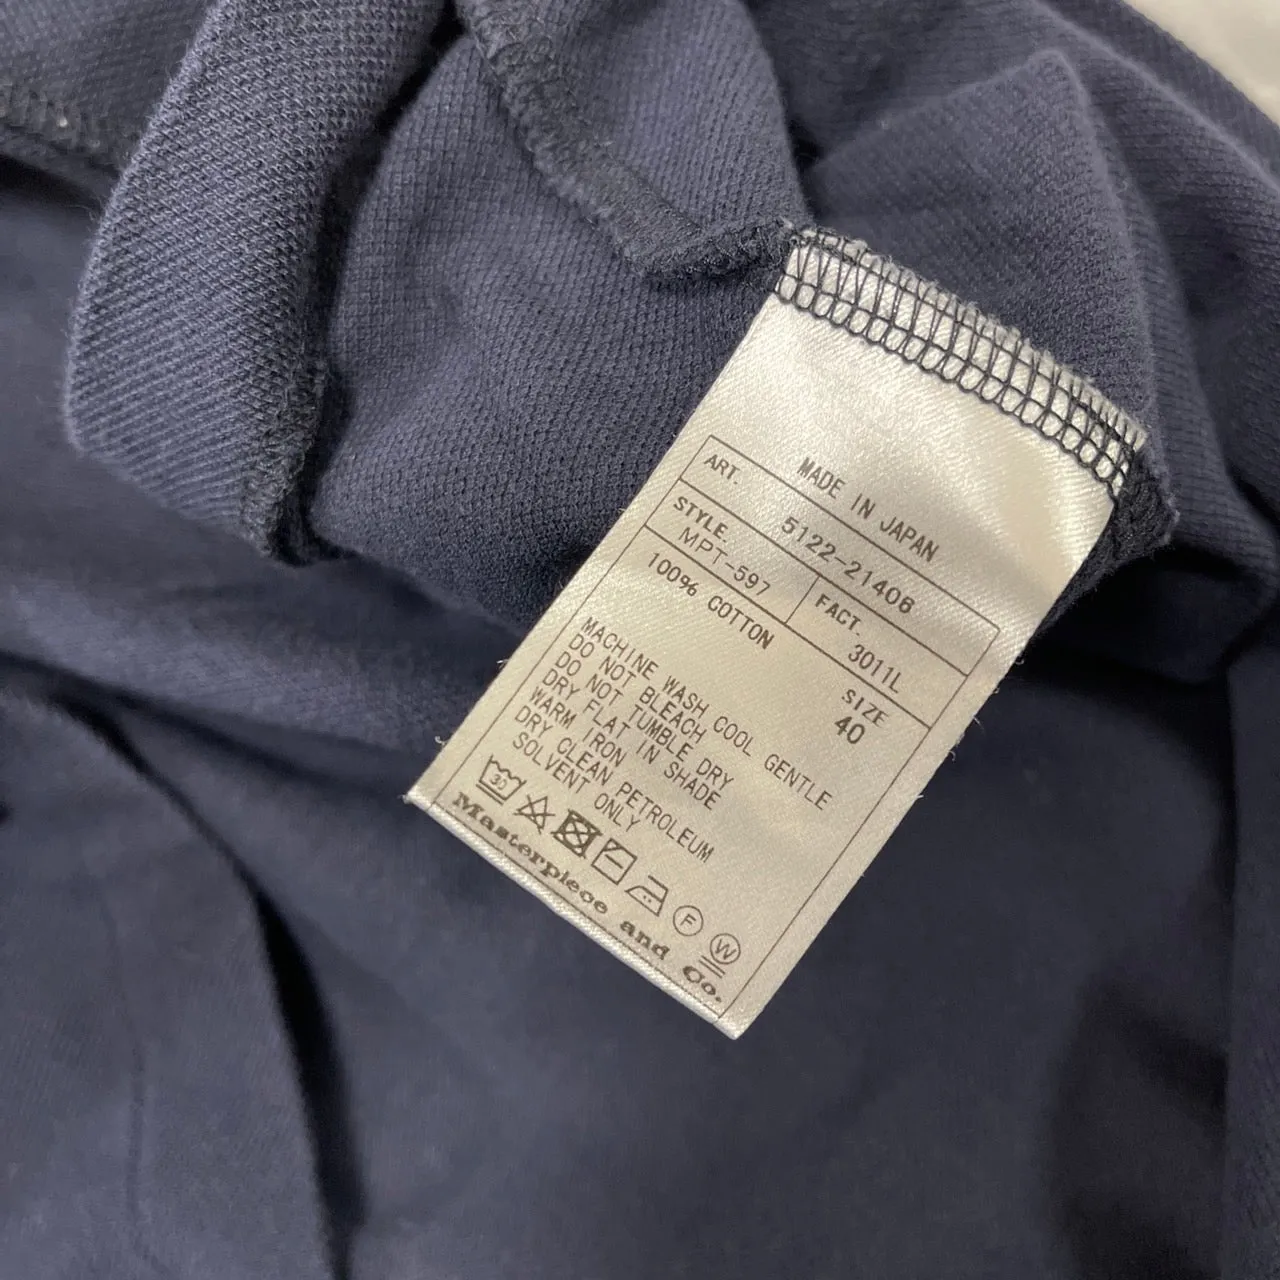 MADE IN JAPAN
ART. 5122-21406
STYLE
MPT-597
FACT.
3011L
100% COTTON
SIZE
40
MACHINE WASH COOL GENTLE
DO NOT BLEACH
DO NOT TUMBLE DRY
DRY FLAT IN SHADE
WARM IRON
DRY CLEAN PETROLEUM
SOLVENT ONLY
30
F
W
Masterpiece and Co.